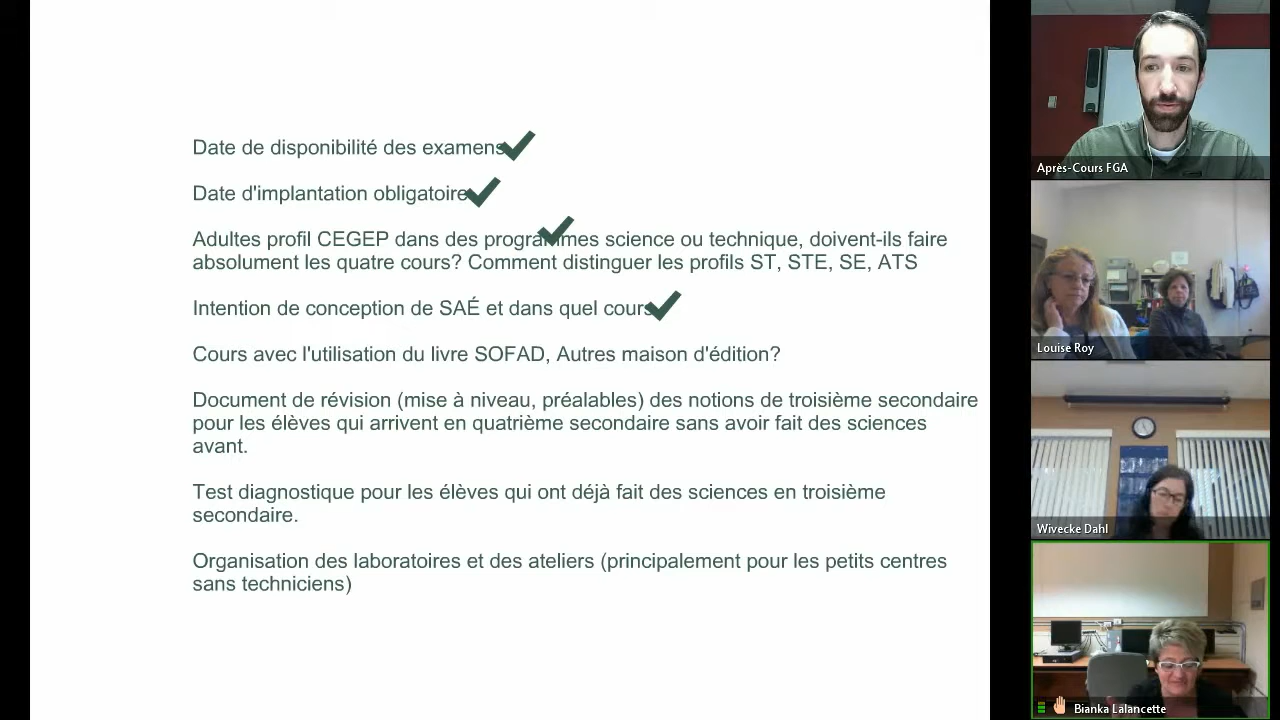 Date de disponibilité des examens
Date d'implantation obligatoire
Adultes profil CEGEP dans des programmes science ou technique, doivent-ils faire
absolument les quatre cours? Comment distinguer les profils ST, STE, SE, ATS
Intention de conception de SAÉ et dans quel cours
Cours avec l'utilisation du livre SOFAD, Autres maison d'édition?
Document de révision (mise à niveau, préalables) des notions de troisième secondaire
pour les élèves qui arrivent en quatrième secondaire sans avoir fait des sciences
avant.
Test diagnostique pour les élèves qui ont déjà fait des sciences en troisième
secondaire.
Organisation des laboratoires et des ateliers (principalement pour les petits centres
sans techniciens)
Après-Cours FGA
Louise Roy
Wivecke Dahl
Bianka Lalancette